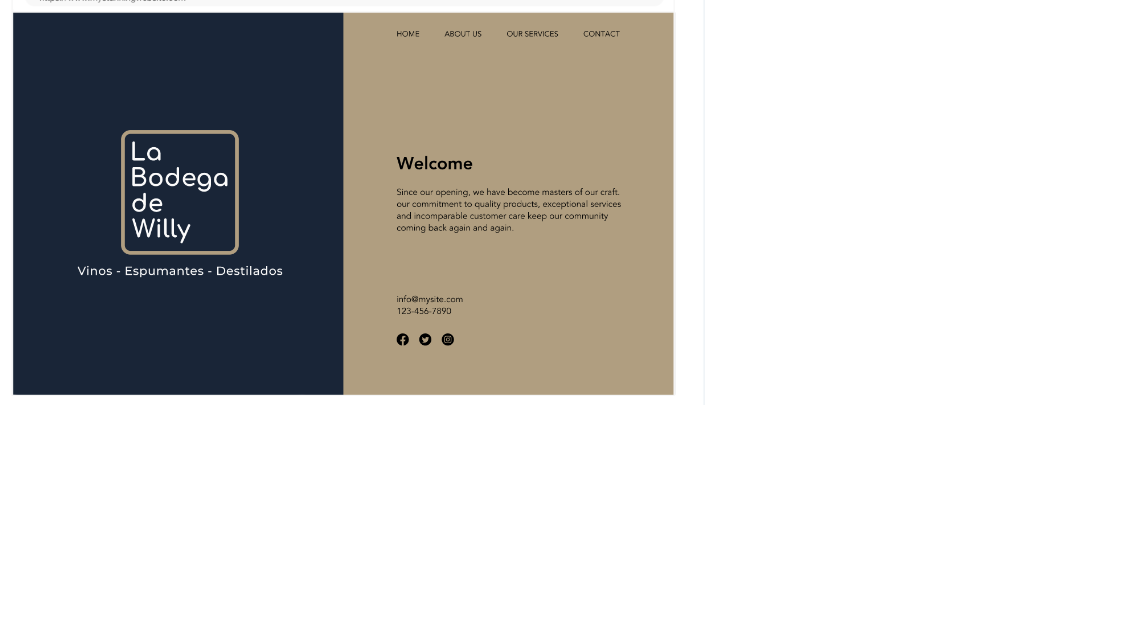 HOME ABOUT US OUR SERVICES CONTACT
La
Bodega
de
Willy
Vinos - Espumantes - Destilados
Welcome
Since our opening, we have become masters of our craft.
our commitment to quality products, exceptional services
and incomparable customer care keep our community
coming back again and again.
info@mysite.com
123-456-7890